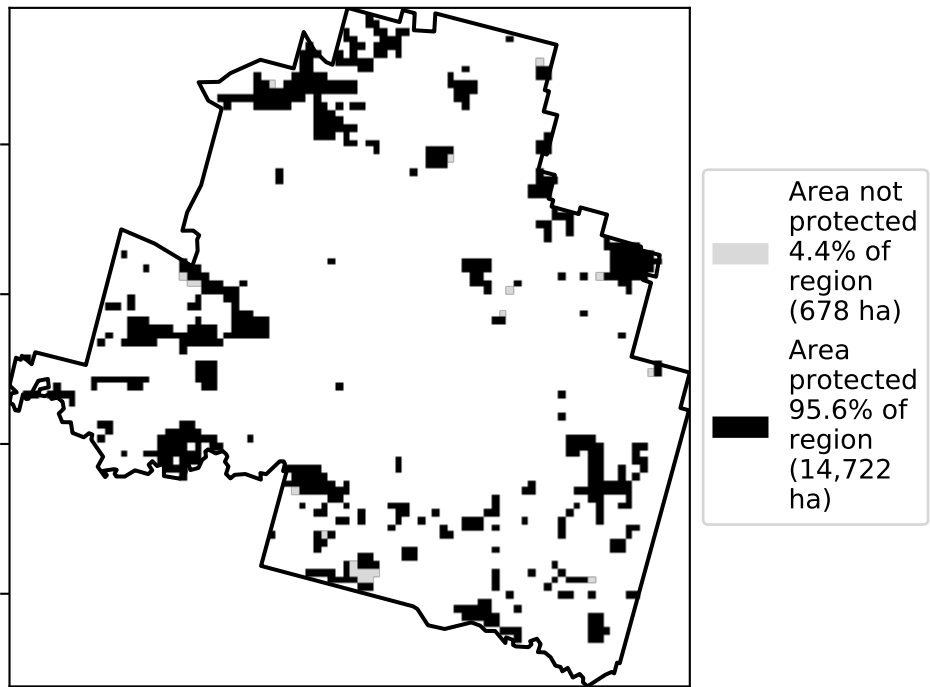 Area not
protected
4.4% of
region
(678 ha)
Area
protected
95.6% of
region
(14,722
ha)